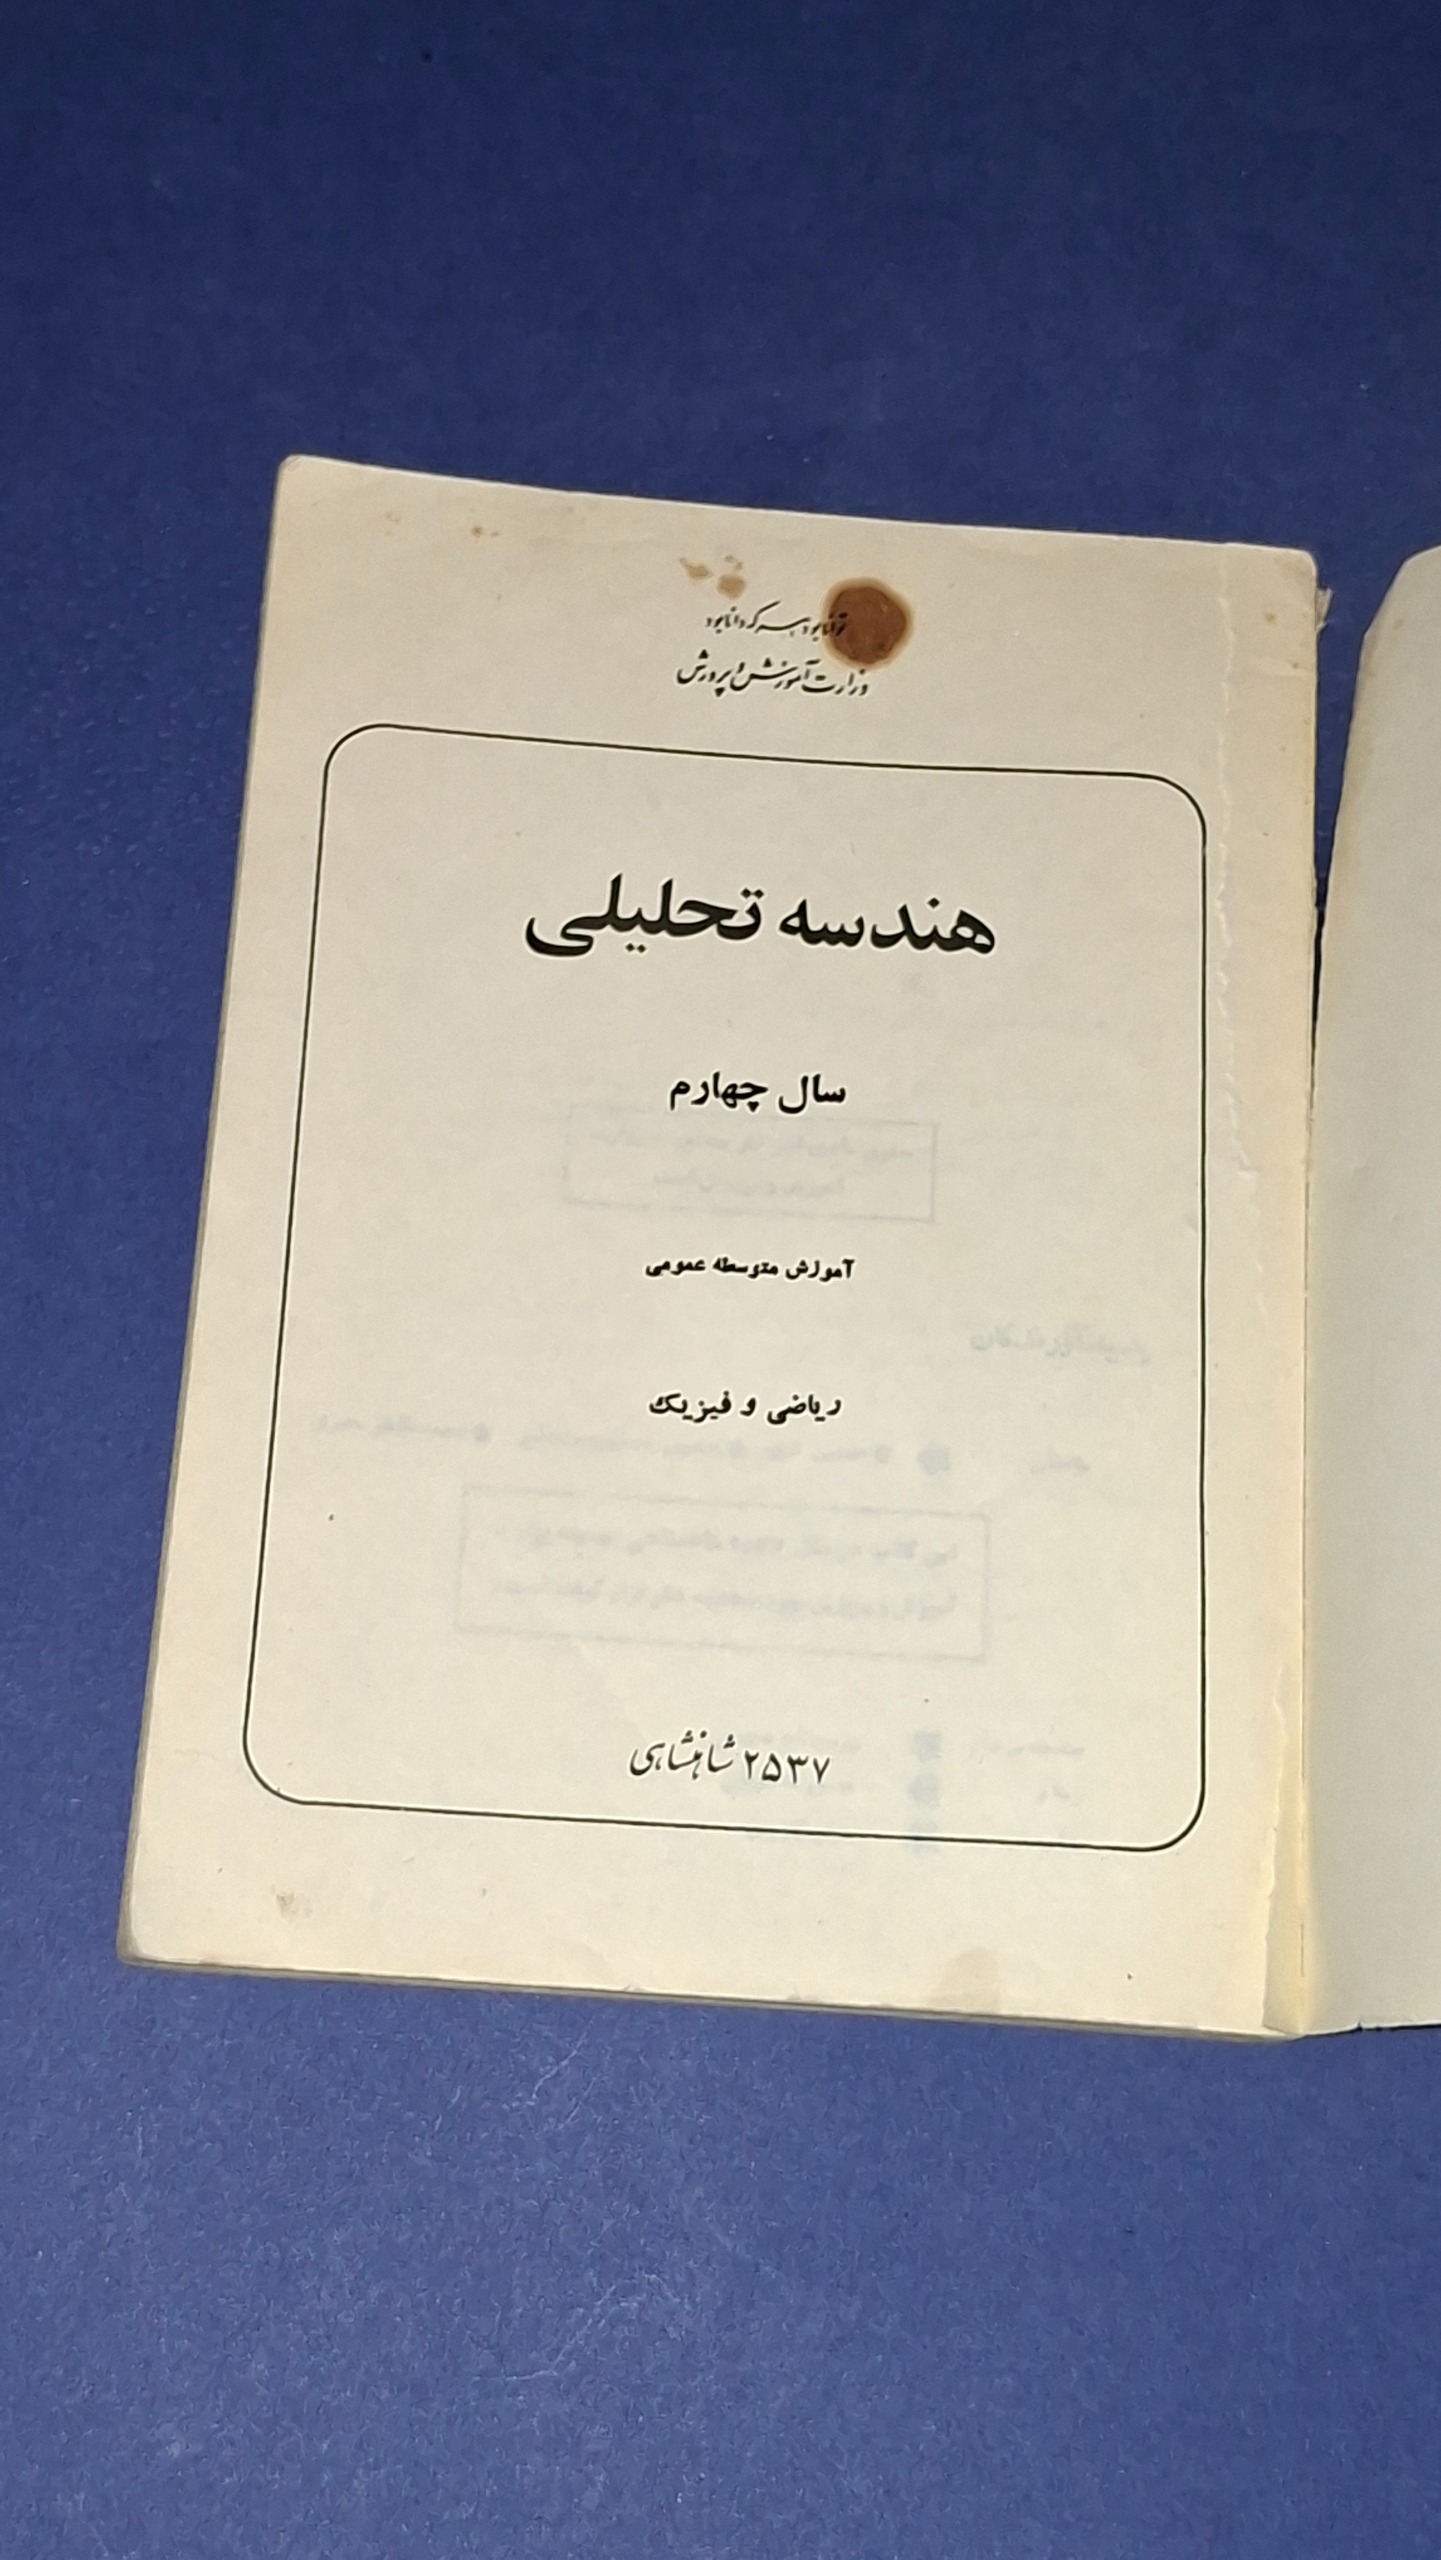 توانا بود هر که دانا بود
وزارت آموزش و پرورش
هندسه تحلیلی
سال چهارم
آموزش متوسطه عمومی
ریاضی و فیزیک
۲۵۳۷ شاهنشاهی